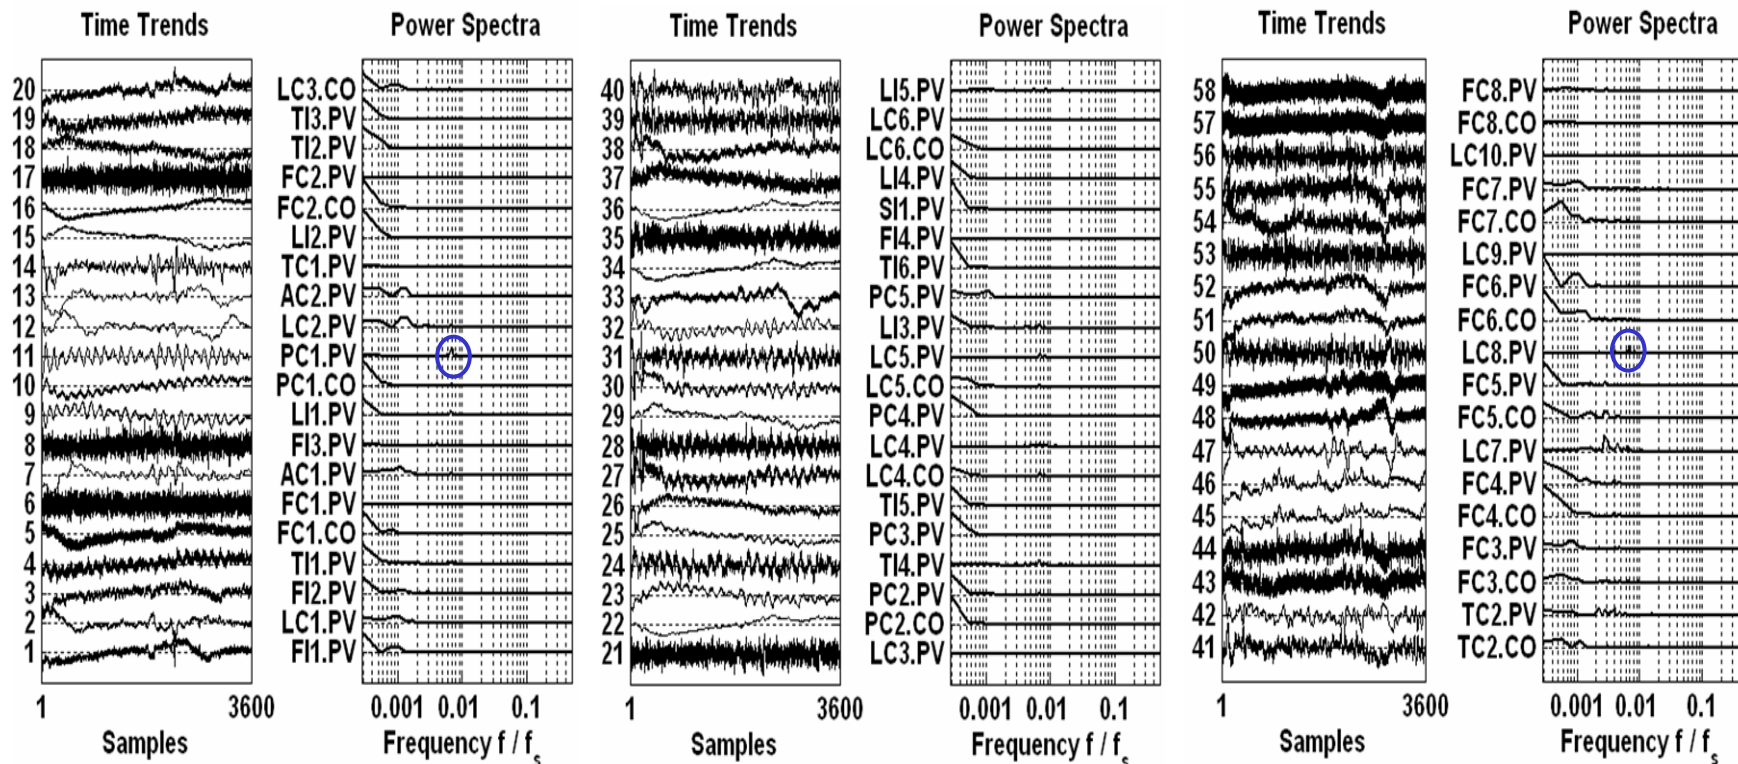 Time Trends Power Spectra
20 LC3.CO
19 TI3.PV
18 TI2.PV
17 FC2.PV
16 FC2.CO
15 LI2.PV
14 TC1.PV
13 AC2.PV
12 LC2.PV
11 PC1.PV
10 PC1.CO
9 LI1.PV
8 FI3.PV
7 AC1.PV
6 FC1.PV
5 FC1.CO
4 TI1.PV
3 FI2.PV
2 LC1.PV
1 FI1.PV
1 3600 0.001 0.01 0.1
Samples Frequency f / fs
Time Trends Power Spectra
40 LI5.PV
39 LC6.PV
38 LC6.CO
37 LI4.PV
36 SI1.PV
35 FI4.PV
34 TI6.PV
33 PC5.PV
32 LI3.PV
31 LC5.PV
30 LC5.CO
29 PC4.PV
28 LC4.PV
27 LC4.CO
26 TI5.PV
25 PC3.PV
24 TI4.PV
23 PC2.PV
22 PC2.CO
21 LC3.PV
1 3600 0.001 0.01 0.1
Samples Frequency f / fs
Time Trends Power Spectra
58 FC8.PV
57 FC8.CO
56 LC10.PV
55 FC7.PV
54 FC7.CO
53 LC9.PV
52 FC6.PV
51 FC6.CO
50 LC8.PV
49 FC5.PV
48 FC5.CO
47 LC7.PV
46 FC4.PV
45 FC4.CO
44 FC3.PV
43 FC3.CO
42 TC2.PV
41 TC2.CO
1 3600 0.001 0.01 0.1
Samples Frequency f / fs